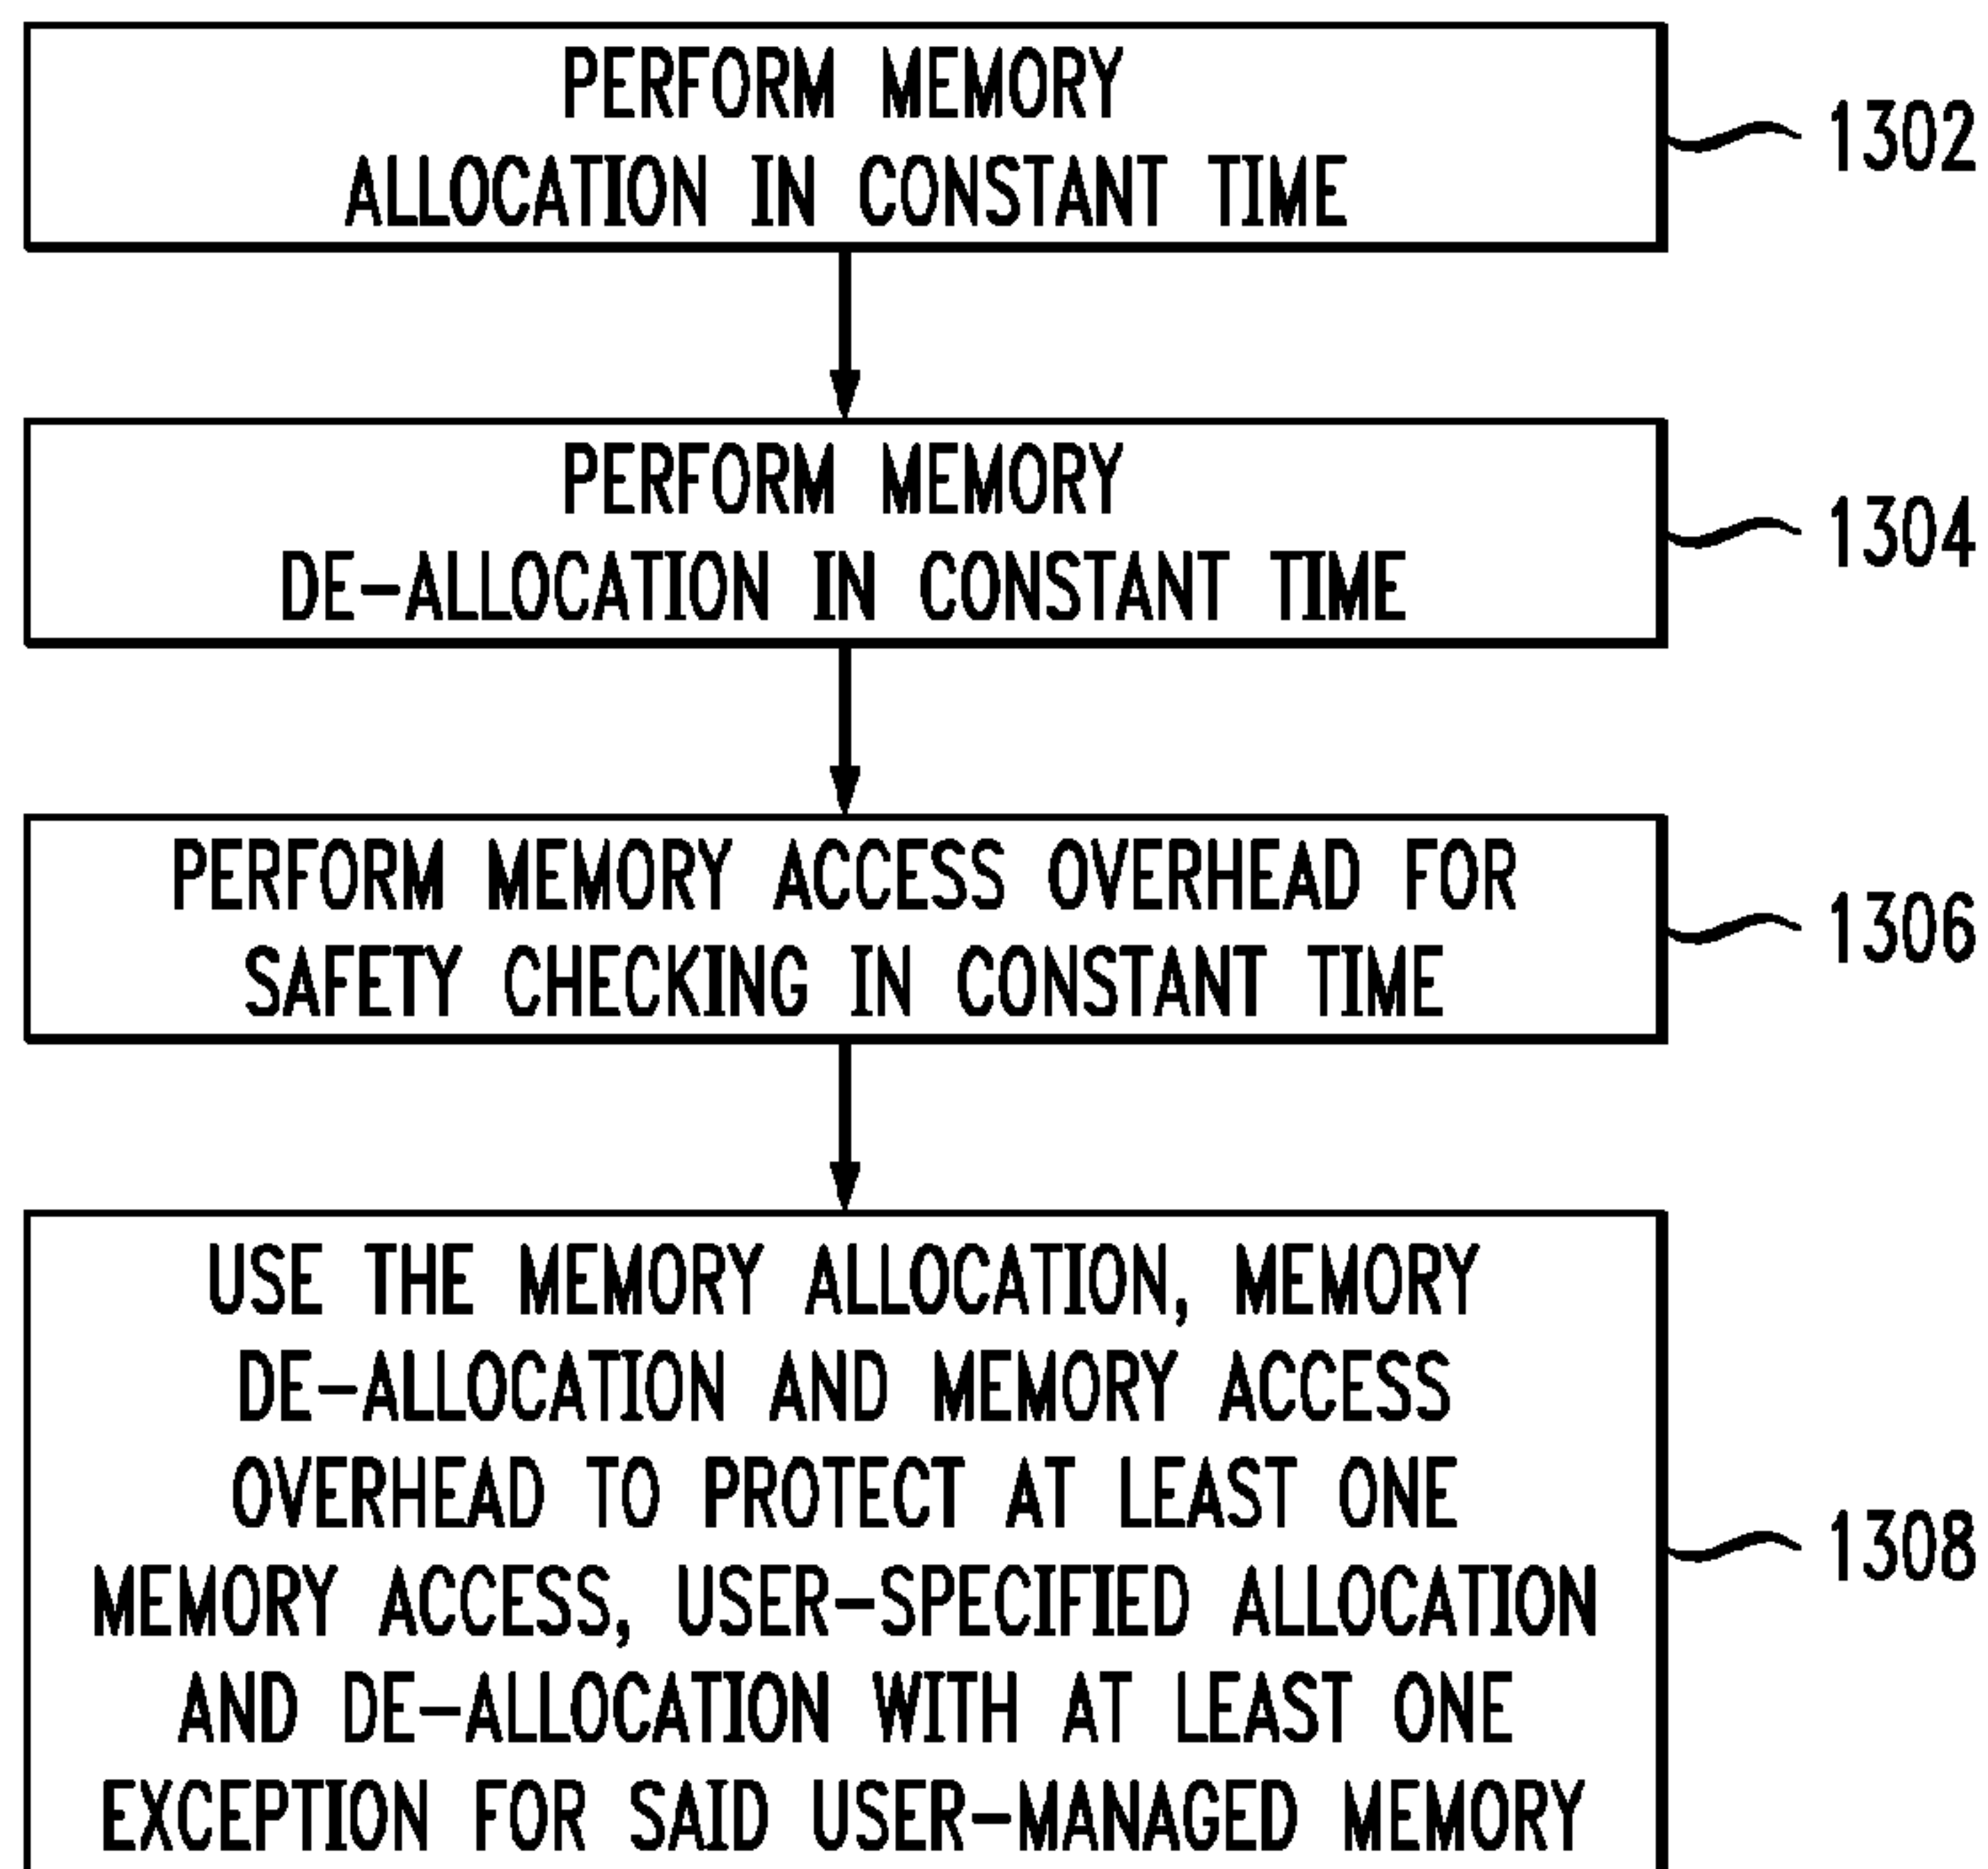 PERFORM MEMORY
ALLOCATION IN CONSTANT TIME
1302
PERFORM MEMORY
DE-ALLOCATION IN CONSTANT TIME
1304
PERFORM MEMORY ACCESS OVERHEAD FOR
SAFETY CHECKING IN CONSTANT TIME
1306
USE THE MEMORY ALLOCATION, MEMORY
DE-ALLOCATION AND MEMORY ACCESS
OVERHEAD TO PROTECT AT LEAST ONE
MEMORY ACCESS, USER-SPECIFIED ALLOCATION
AND DE-ALLOCATION WITH AT LEAST ONE
EXCEPTION FOR SAID USER-MANAGED MEMORY
1308